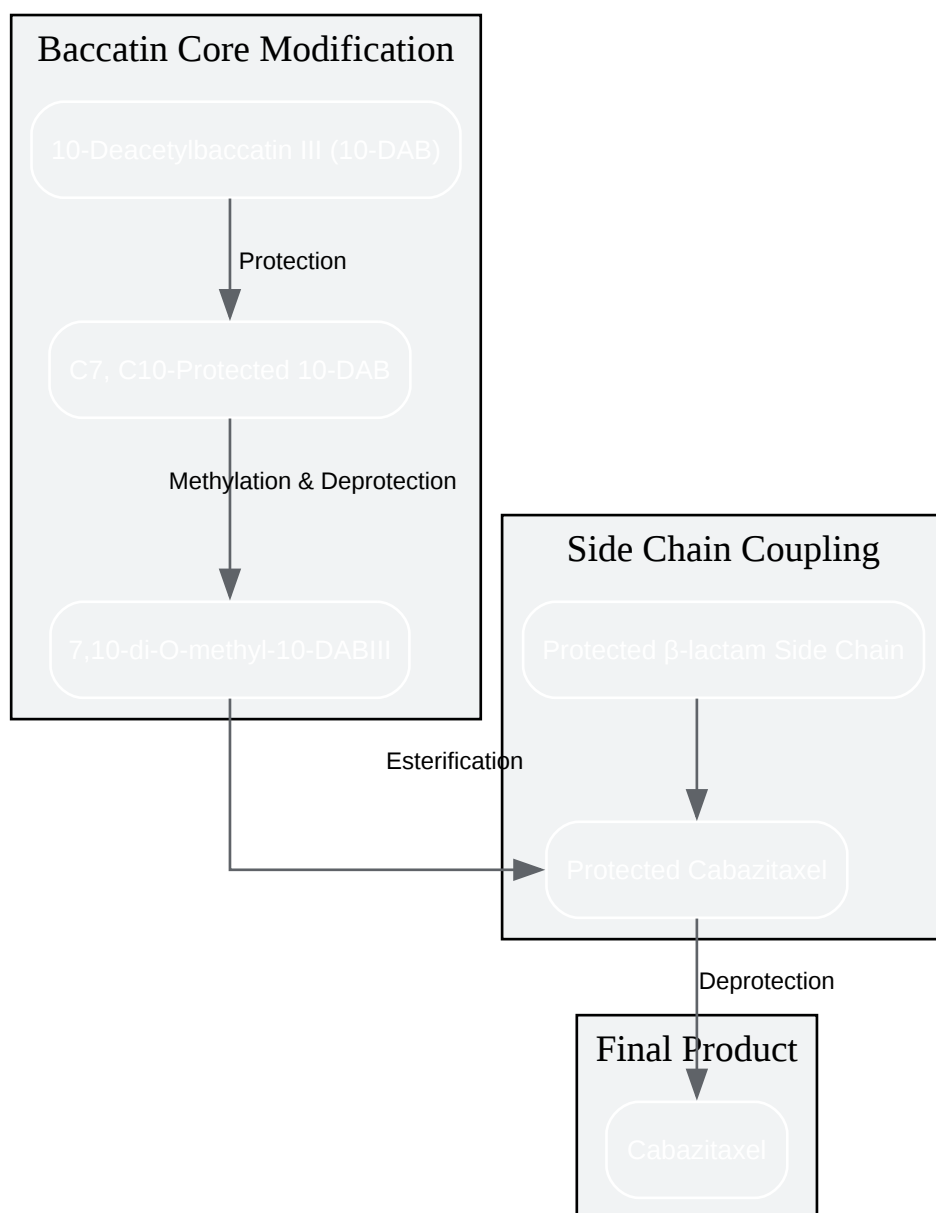 Baccatin Core Modification
10-Deacetylbaccatin III (10-DAB)
Protection
C7, C10-Protected 10-DAB
Methylation & Deprotection
7,10-di-O-methyl-10-DABIII
Side Chain Coupling
Protected β-lactam Side Chain
Esterification
Protected Cabazitaxel
Deprotection
Final Product
Cabazitaxel